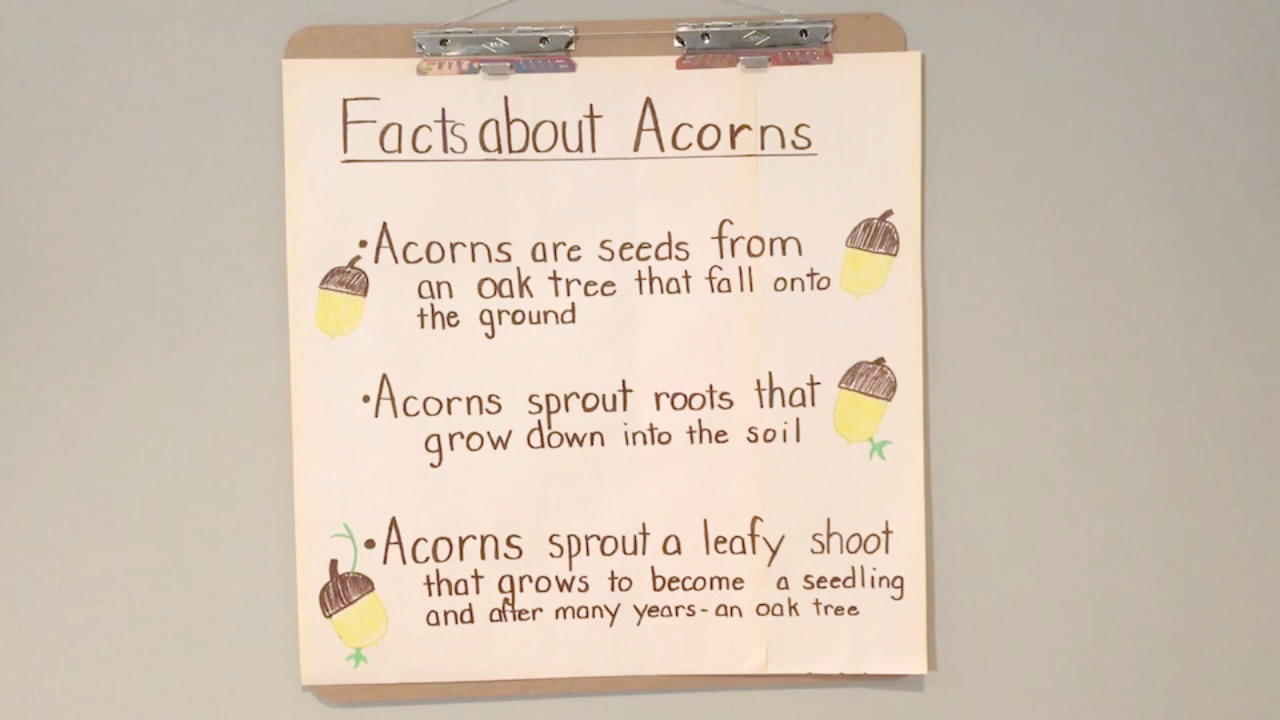 Facts about Acorns
•Acorns are seeds from
an oak tree that fall onto
the ground
•Acorns sprout roots that
grow down into the soil
•Acorns sprout a leafy shoot
that grows to become a seedling
and after many years-an oak tree